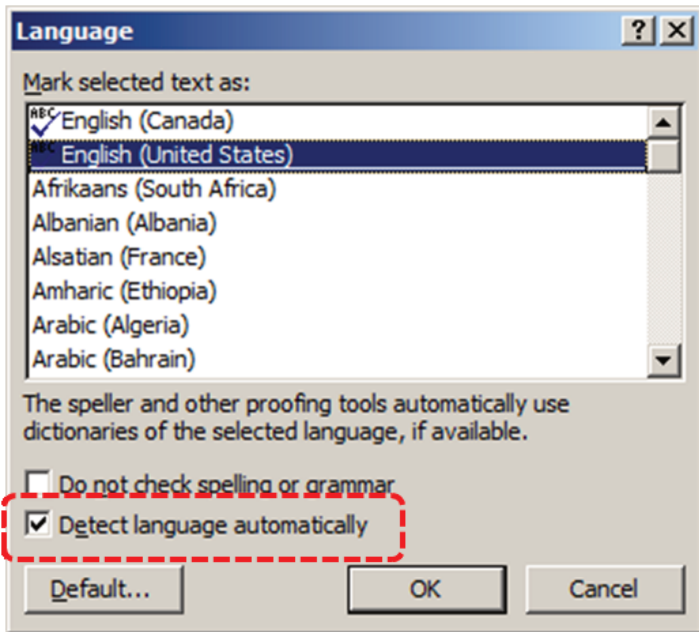 Language
Mark selected text as:
ABC English (Canada)
ABC English (United States)
Afrikaans (South Africa)
Albanian (Albania)
Alsatian (France)
Amharic (Ethiopia)
Arabic (Algeria)
Arabic (Bahrain)
The speller and other proofing tools automatically use
dictionaries of the selected language, if available.
Do not check spelling or grammar
Detect language automatically
Default... OK Cancel